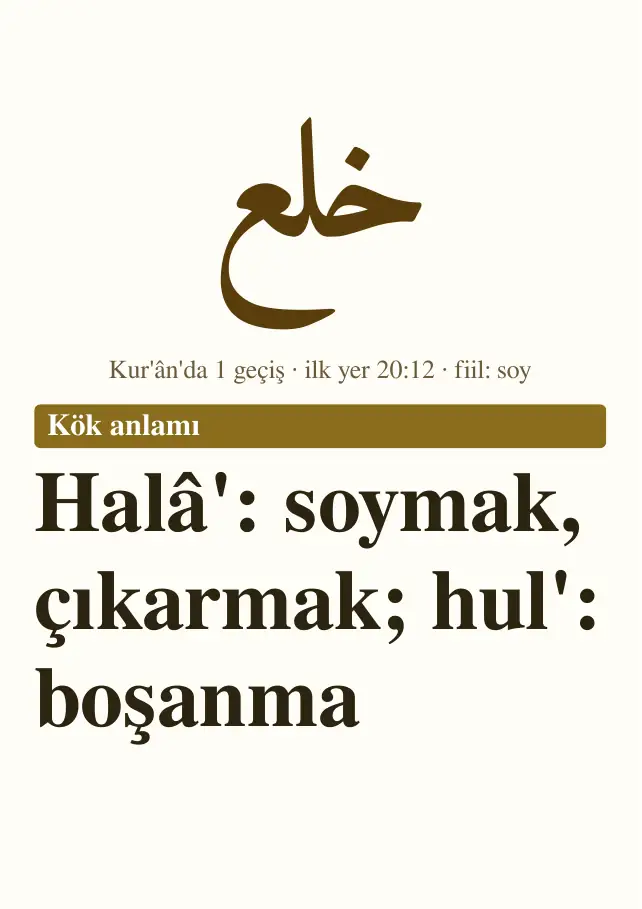 خلع
Kur'ân'da 1 geçiş · ilk yer 20:12 · fiil: soy
Kök anlamı
Halâ': soymak,
çıkarmak; hul':
boşanma